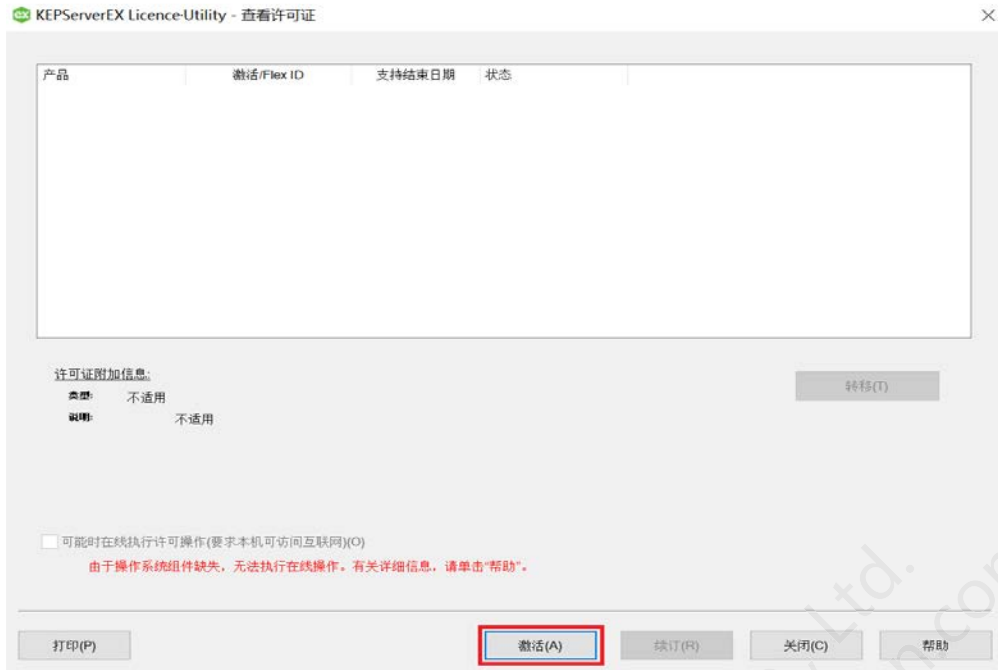 KEPServerEX Licence-Utility - 查看许可证
产品 激活/Flex ID 支持结束日期 状态
许可证附加信息:
类型: 不适用
说明: 不适用
转移(T)
可能时在线执行许可操作(要求本机可访问互联网)(O)
由于操作系统组件缺失，无法执行在线操作。有关详细信息，请单击“帮助”。
打印(P) 激活(A) 续订(R) 关闭(C) 帮助
Ltd.